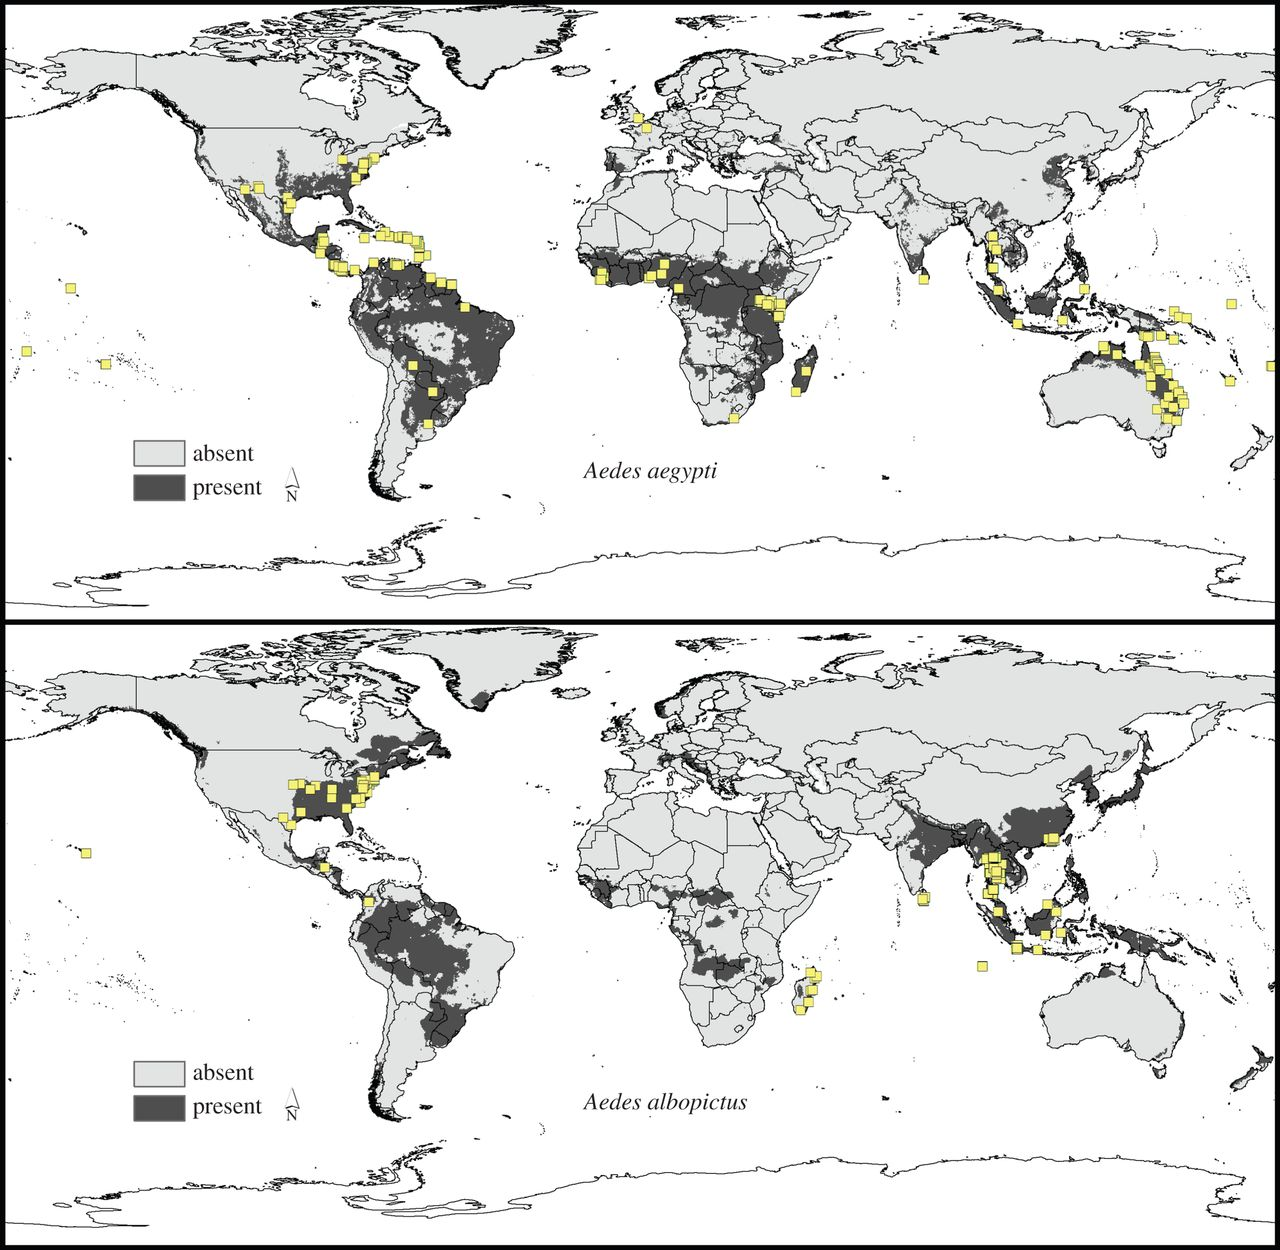 absent
present
N
Aedes aegypti
absent
present
N
Aedes albopictus